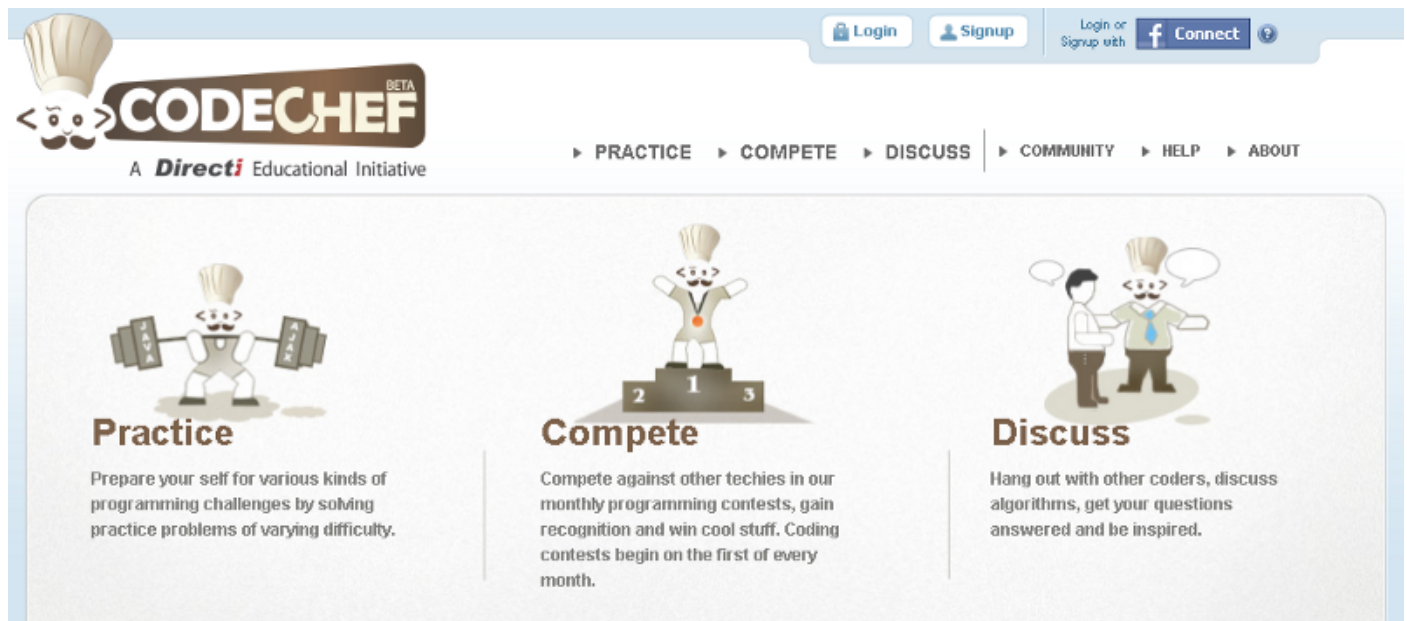 Login
Signup
Login or
Signup with
f Connect ?
BETA
<ö,ö> CODECHEF
A Directi Educational Initiative
PRACTICE COMPETE DISCUSS COMMUNITY HELP ABOUT
JAVA
AJAX
2 1 3
Practice
Prepare your self for various kinds of
programming challenges by solving
practice problems of varying difficulty.
Compete
Compete against other techies in our
monthly programming contests, gain
recognition and win cool stuff. Coding
contests begin on the first of every
month.
Discuss
Hang out with other coders, discuss
algorithms, get your questions
answered and be inspired.